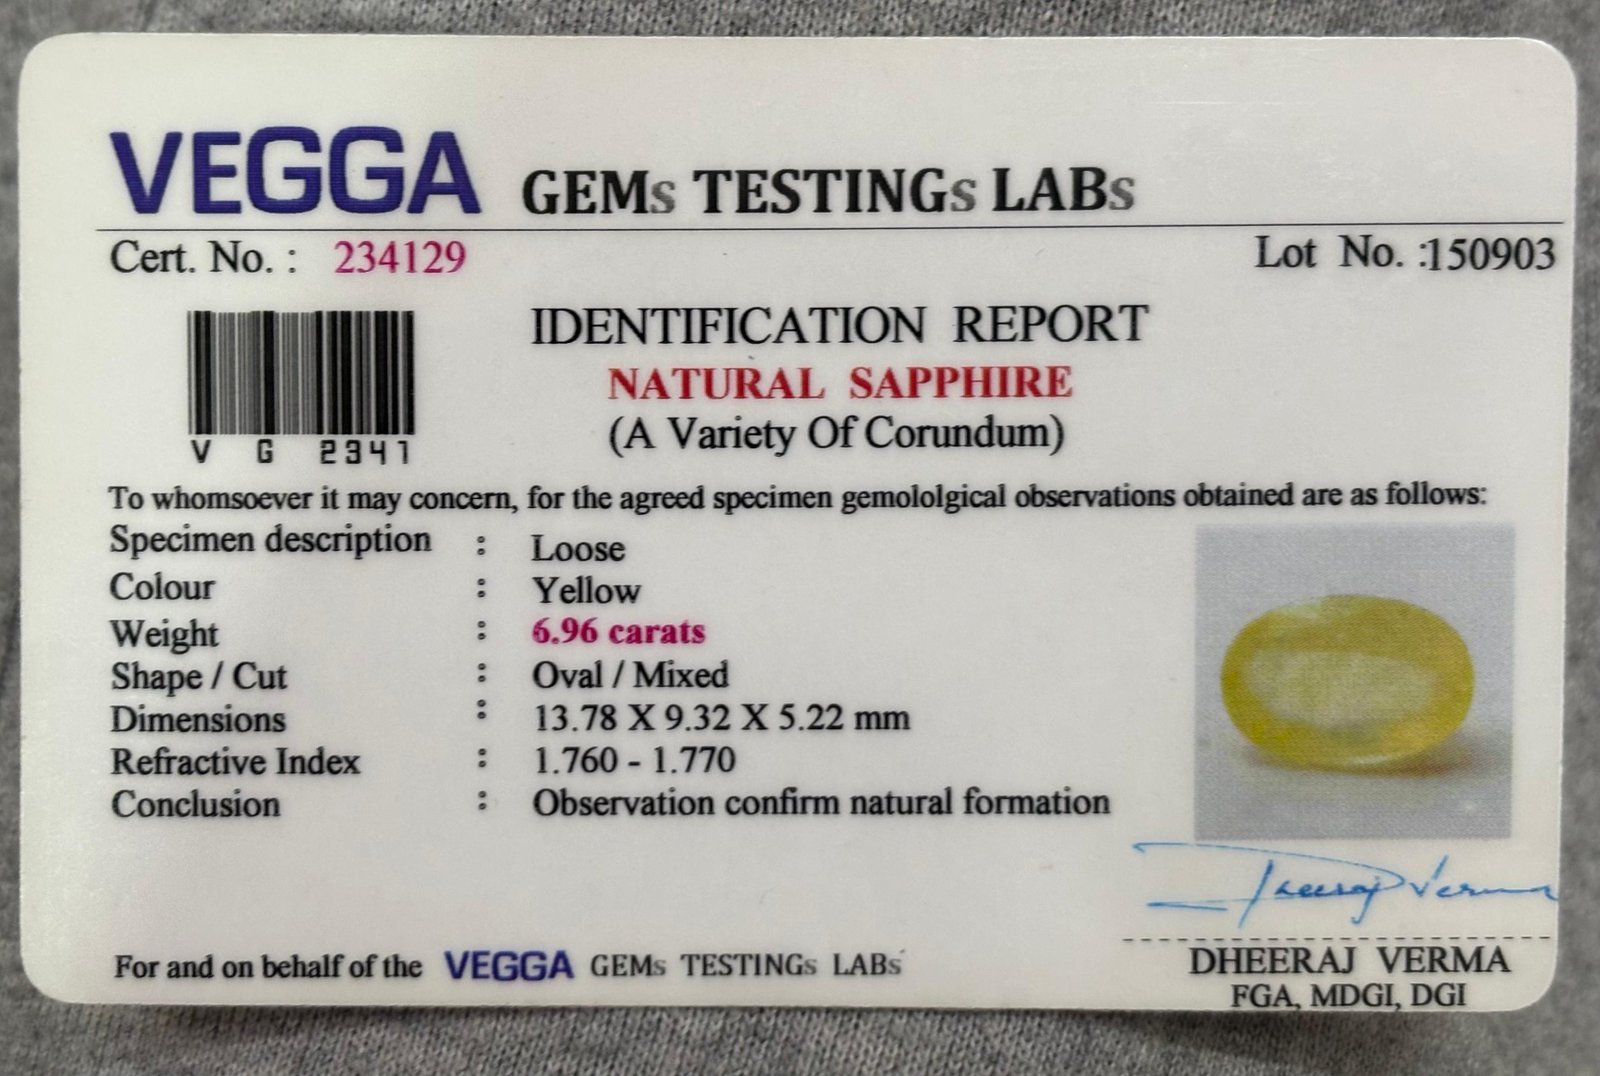 VEGGA GEMs TESTINGs LABs
Cert. No. : 234129
Lot No. :150903
V G 2341
IDENTIFICATION REPORT
NATURAL SAPPHIRE
(A Variety Of Corundum)
To whomsoever it may concern, for the agreed specimen gemololgical observations obtained are as follows:
Specimen description : Loose
Colour : Yellow
Weight : 6.96 carats
Shape / Cut : Oval / Mixed
Dimensions : 13.78 X 9.32 X 5.22 mm
Refractive Index : 1.760 - 1.770
Conclusion : Observation confirm natural formation
Dheeraj Verma
DHEERAJ VERMA
FGA, MDGI, DGI
For and on behalf of the VEGGA GEMs TESTINGs LABs